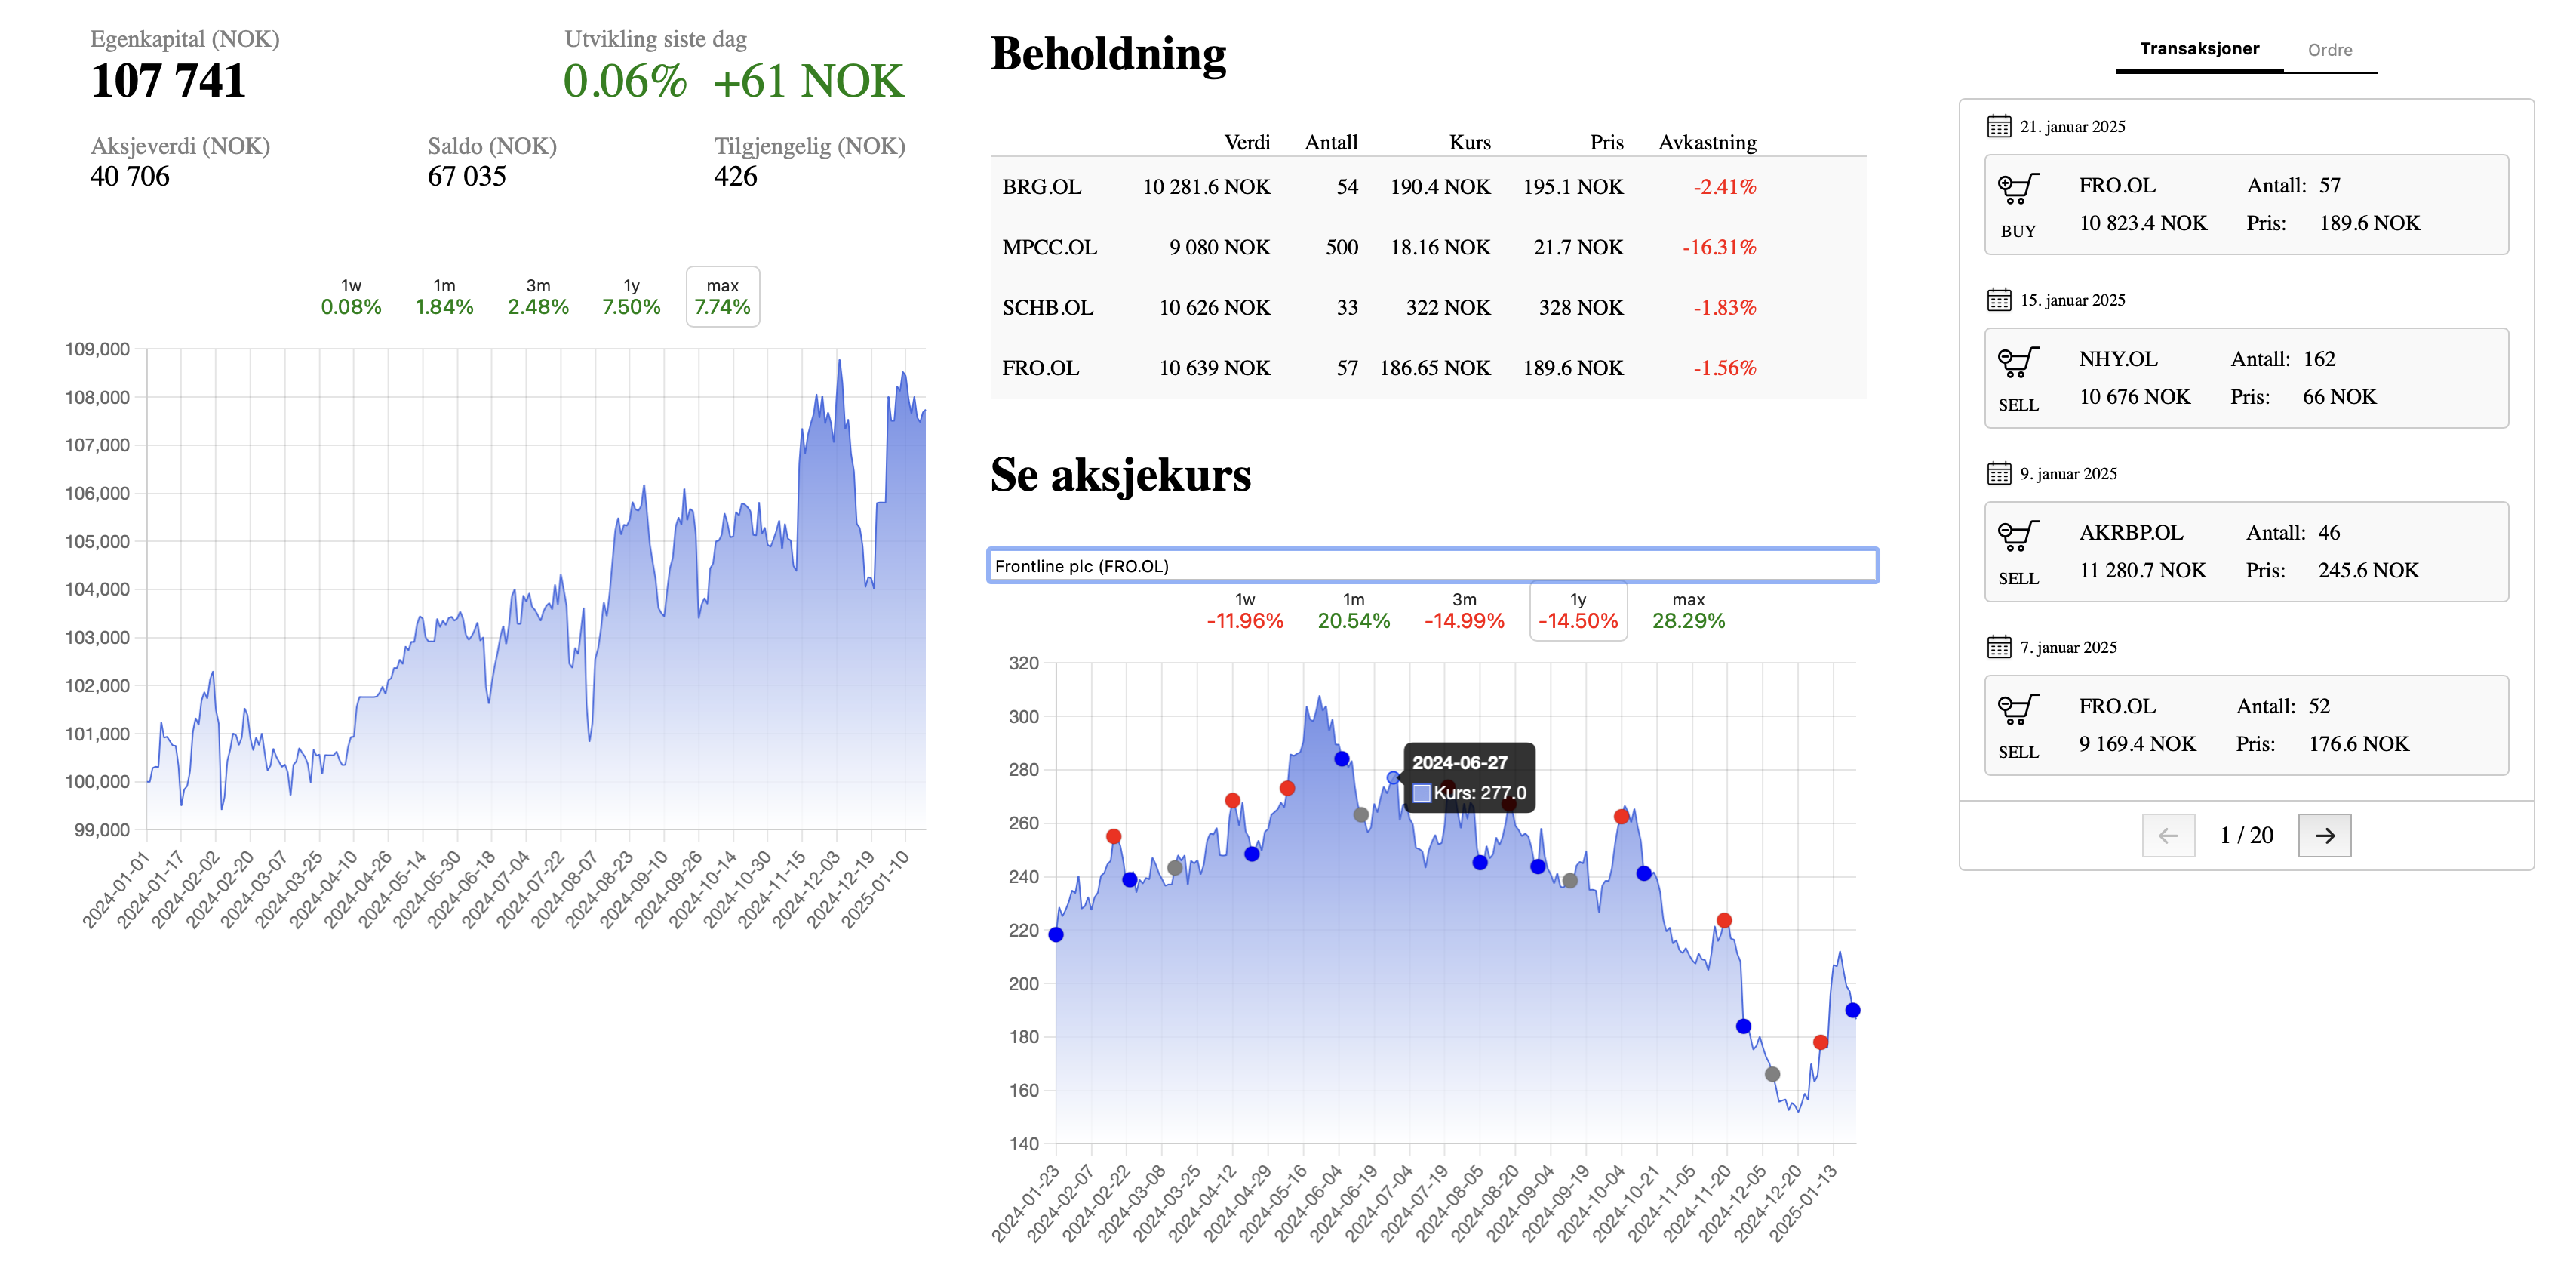 Egenkapital (NOK)
107 741
Utvikling siste dag
0.06% +61 NOK
Aksjeverdi (NOK)
40 706
Saldo (NOK)
67 035
Tilgjengelig (NOK)
426
1w 1m 3m 1y max
0.08% 1.84% 2.48% 7.50% 7.74%
109,000
108,000
107,000
106,000
105,000
104,000
103,000
102,000
101,000
100,000
99,000
2024-01-01
2024-01-17
2024-02-02
2024-02-20
2024-03-07
2024-03-25
2024-04-10
2024-04-26
2024-05-14
2024-05-30
2024-06-18
2024-07-04
2024-07-22
2024-08-07
2024-08-23
2024-09-10
2024-09-26
2024-10-14
2024-10-30
2024-11-15
2024-12-03
2024-12-19
2025-01-10
Beholdning
Verdi Antall Kurs Pris Avkastning
BRG.OL 10 281.6 NOK 54 190.4 NOK 195.1 NOK -2.41%
MPCC.OL 9 080 NOK 500 18.16 NOK 21.7 NOK -16.31%
SCHB.OL 10 626 NOK 33 322 NOK 328 NOK -1.83%
FRO.OL 10 639 NOK 57 186.65 NOK 189.6 NOK -1.56%
Se aksjekurs
Frontline plc (FRO.OL)
1w 1m 3m 1y max
-11.96% 20.54% -14.99% -14.50% 28.29%
320
300
280
260
240
220
200
180
160
140
2024-06-27
Kurs: 277.0
2024-01-23
2024-02-07
2024-02-22
2024-03-08
2024-03-25
2024-04-12
2024-04-29
2024-05-16
2024-06-04
2024-06-19
2024-07-04
2024-07-19
2024-08-05
2024-08-20
2024-09-04
2024-09-19
2024-10-04
2024-10-21
2024-11-05
2024-11-20
2024-12-05
2024-12-20
2025-01-13
Transaksjoner Ordre
21. januar 2025
FRO.OL Antall: 57
BUY 10 823.4 NOK Pris: 189.6 NOK
15. januar 2025
NHY.OL Antall: 162
SELL 10 676 NOK Pris: 66 NOK
9. januar 2025
AKRBP.OL Antall: 46
SELL 11 280.7 NOK Pris: 245.6 NOK
7. januar 2025
FRO.OL Antall: 52
SELL 9 169.4 NOK Pris: 176.6 NOK
← 1 / 20 →